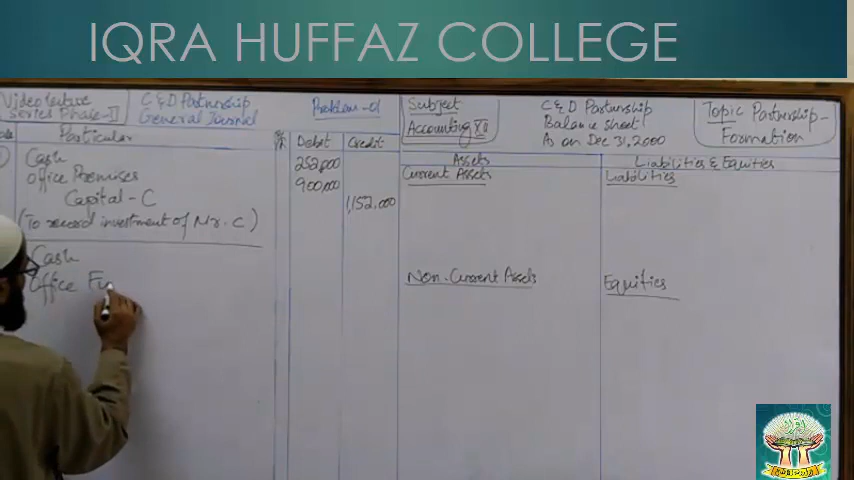 IQRA HUFFAZ COLLEGE
Video lecture
Series Phase-II
C & D Partnership
General Journal
Problem-01
Subject
Accounting XII
C & D Partnership
Balance sheet
As on Dec 31, 2000
Topic Partnership-
Formation
Particular
Debit
Credit
Cash
252,000
office Premises
900,000
Capital - C
1,152,000
(To record investment of Mr. C)
Cash
Office Fu
Assets
Liabilities & Equities
Current Assets
Liabilities
Non-Current Assets
Equities